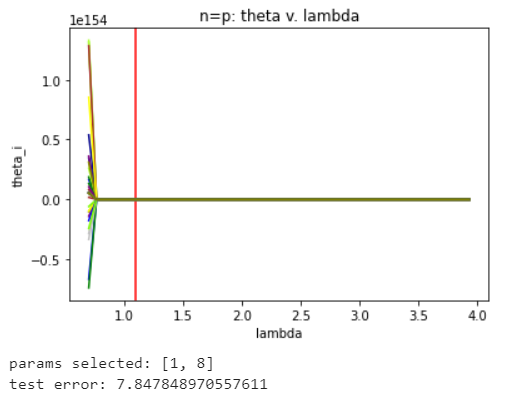 n=p: theta v. lambda
1e154
1.0
0.5
0.0
−0.5
theta_i
1.0 1.5 2.0 2.5 3.0 3.5 4.0
lambda
params selected: [1, 8]
test error: 7.847848970557611